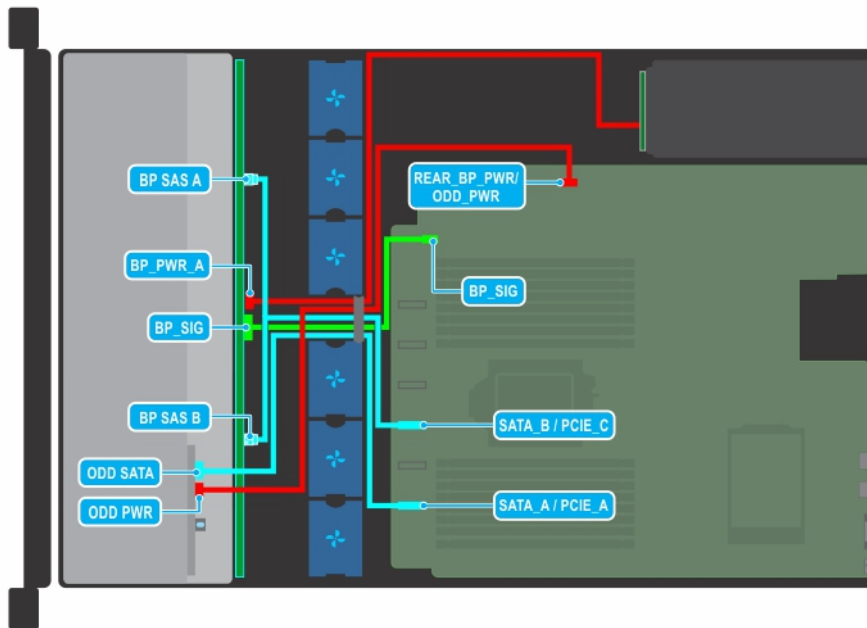 BP SAS A
REAR_BP_PWR/
ODD_PWR
BP_PWR_A
BP_SIG
BP_SIG
BP SAS B
SATA_B / PCIE_C
ODD SATA
ODD PWR
SATA_A / PCIE_A